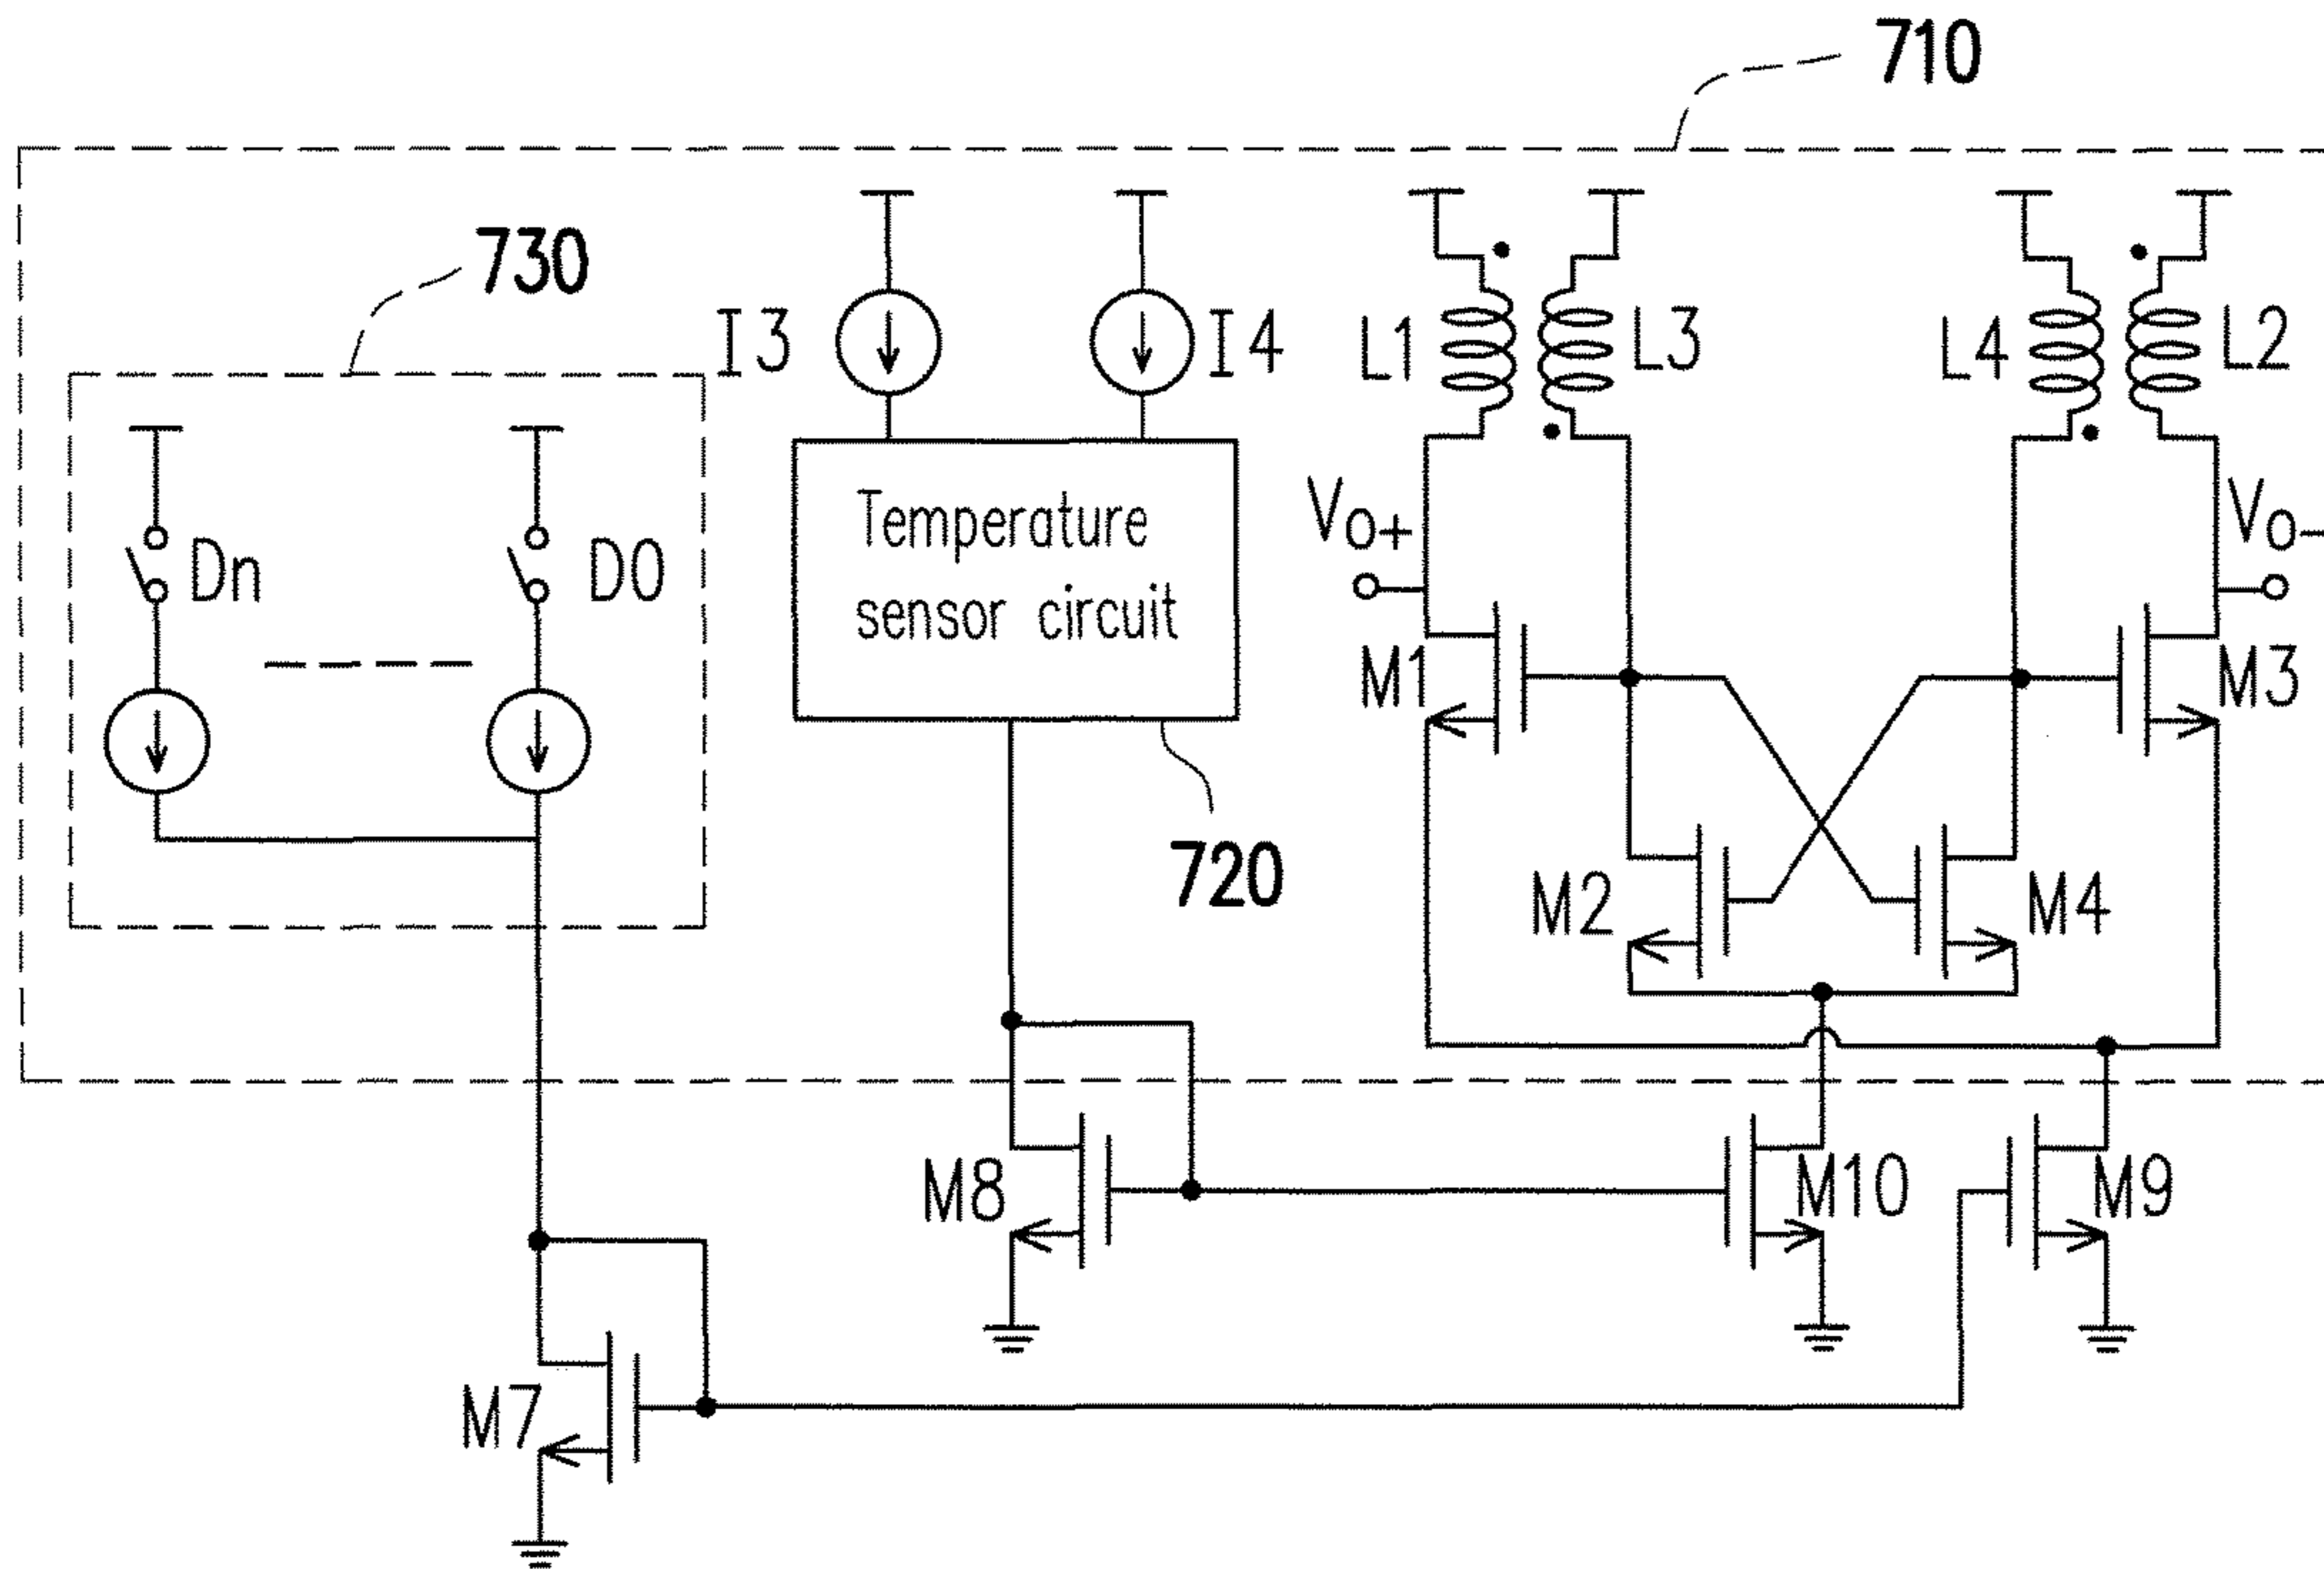 710
730
I3
I4
L1
L3
L4
L2
Dn
D0
Temperature
sensor circuit
Vo+
Vo-
M1
M3
720
M2
M4
M8
M10
M9
M7